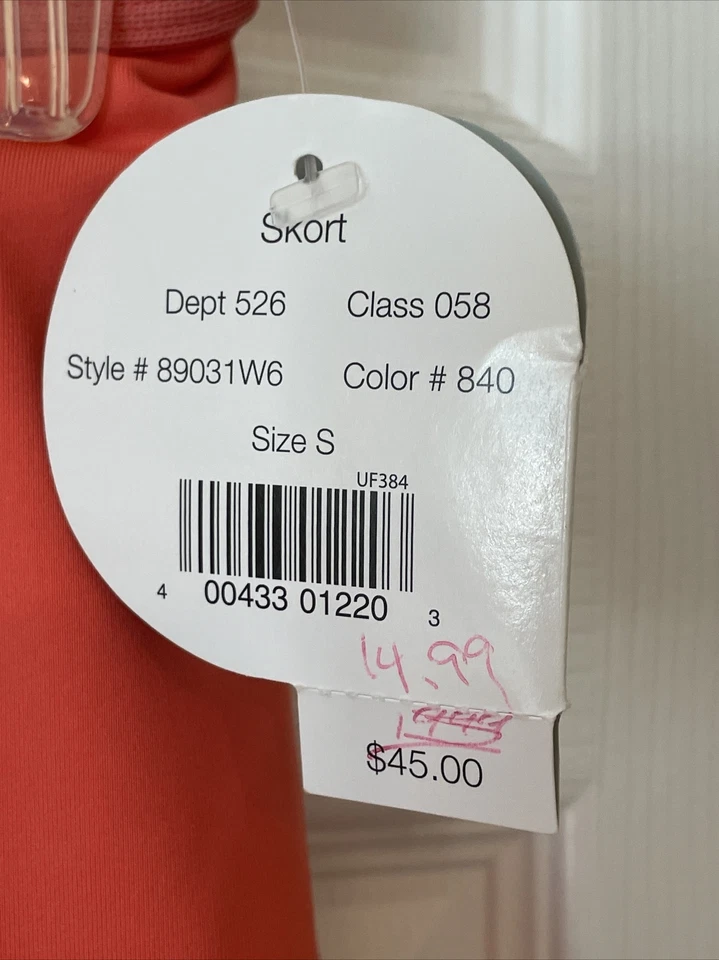 Skort
Dept 526 Class 058
Style # 89031W6 Color # 840
Size S
UF384
4 00433 01220 3
14.99
$45.00